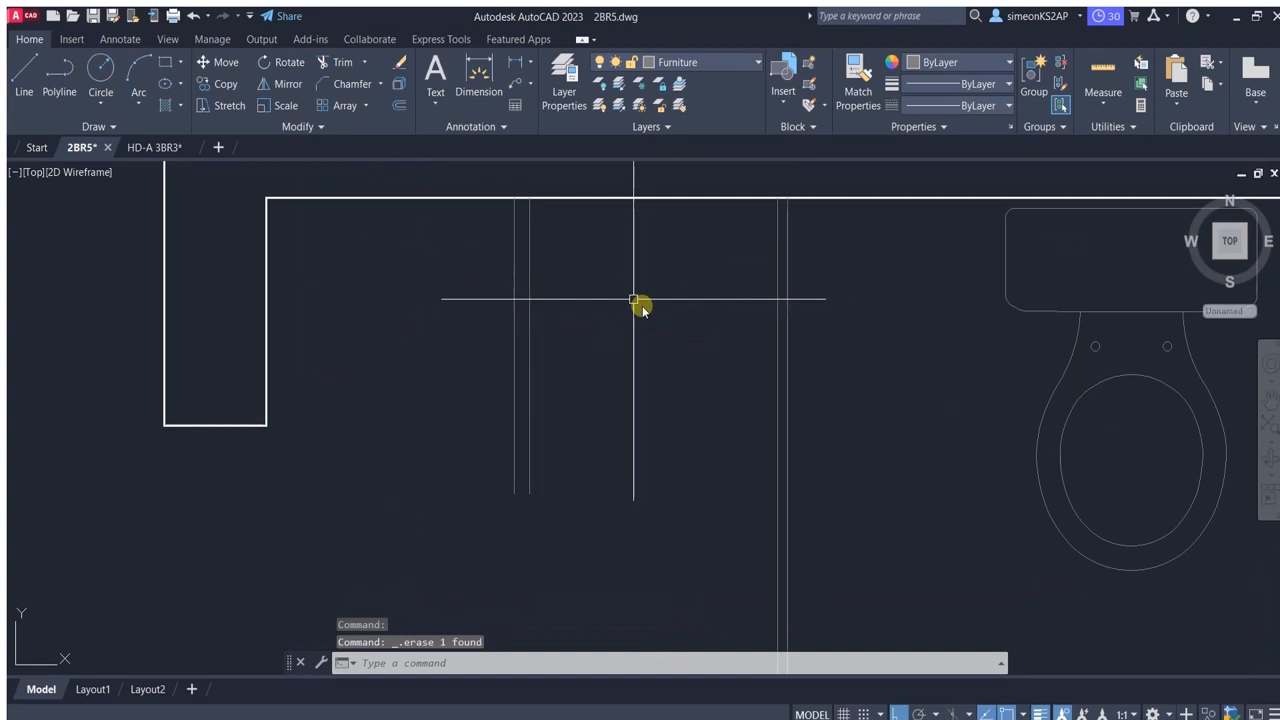 A CAD Share Autodesk AutoCAD 2023 2BR5.dwg Type a keyword or phrase simeonKS2AP 30
Home Insert Annotate View Manage Output Add-ins Collaborate Express Tools Featured Apps
Move Rotate Trim Furniture ByLayer
Line Polyline Circle Arc Copy Mirror Chamfer Text Dimension Layer Properties Insert Match Properties ByLayer Group Measure Paste Base
Stretch Scale Array ByLayer
Draw Modify Annotation Layers Block Properties Groups Utilities Clipboard View
Start 2BR5* HD-A 3BR3*
[−][Top][2D Wireframe]
N
W TOP E
S
Unnamed
Y
X
Command:
Command: _.erase 1 found
Type a command
Model Layout1 Layout2
MODEL 1:1